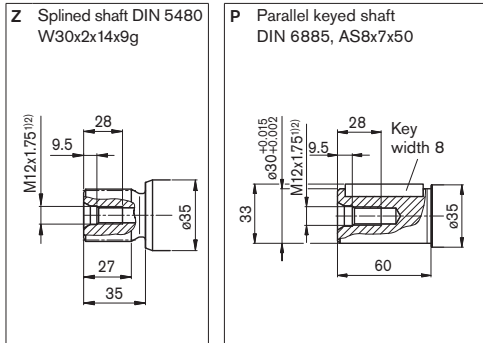 Z Splined shaft DIN 5480
W30x2x14x9g
28
9.5
M12x1.75 1)2)
ø35
27
35
P Parallel keyed shaft
DIN 6885, AS8x7x50
28
Key
width 8
9.5
M12x1.75 1)2)
ø30 +0.015
+0.002
33
ø35
60